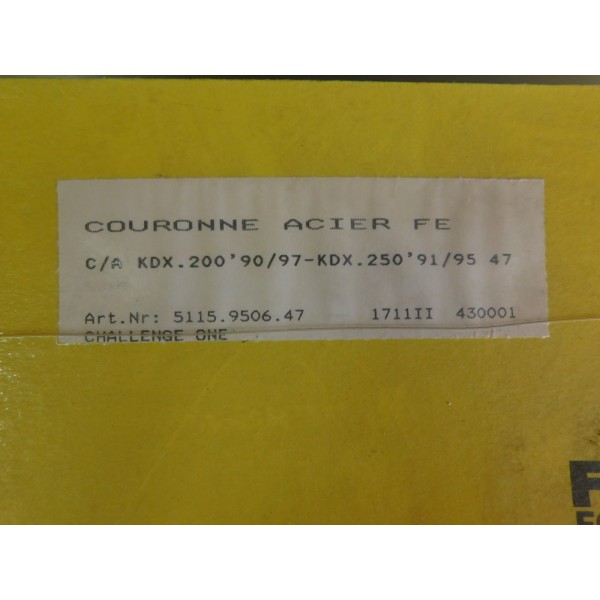 COURONNE ACIER FE
C/A KDX.200'90/97-KDX.250'91/95 47
Art.Nr: 5115.9506.47 1711II 430001
CHALLENGE ONE